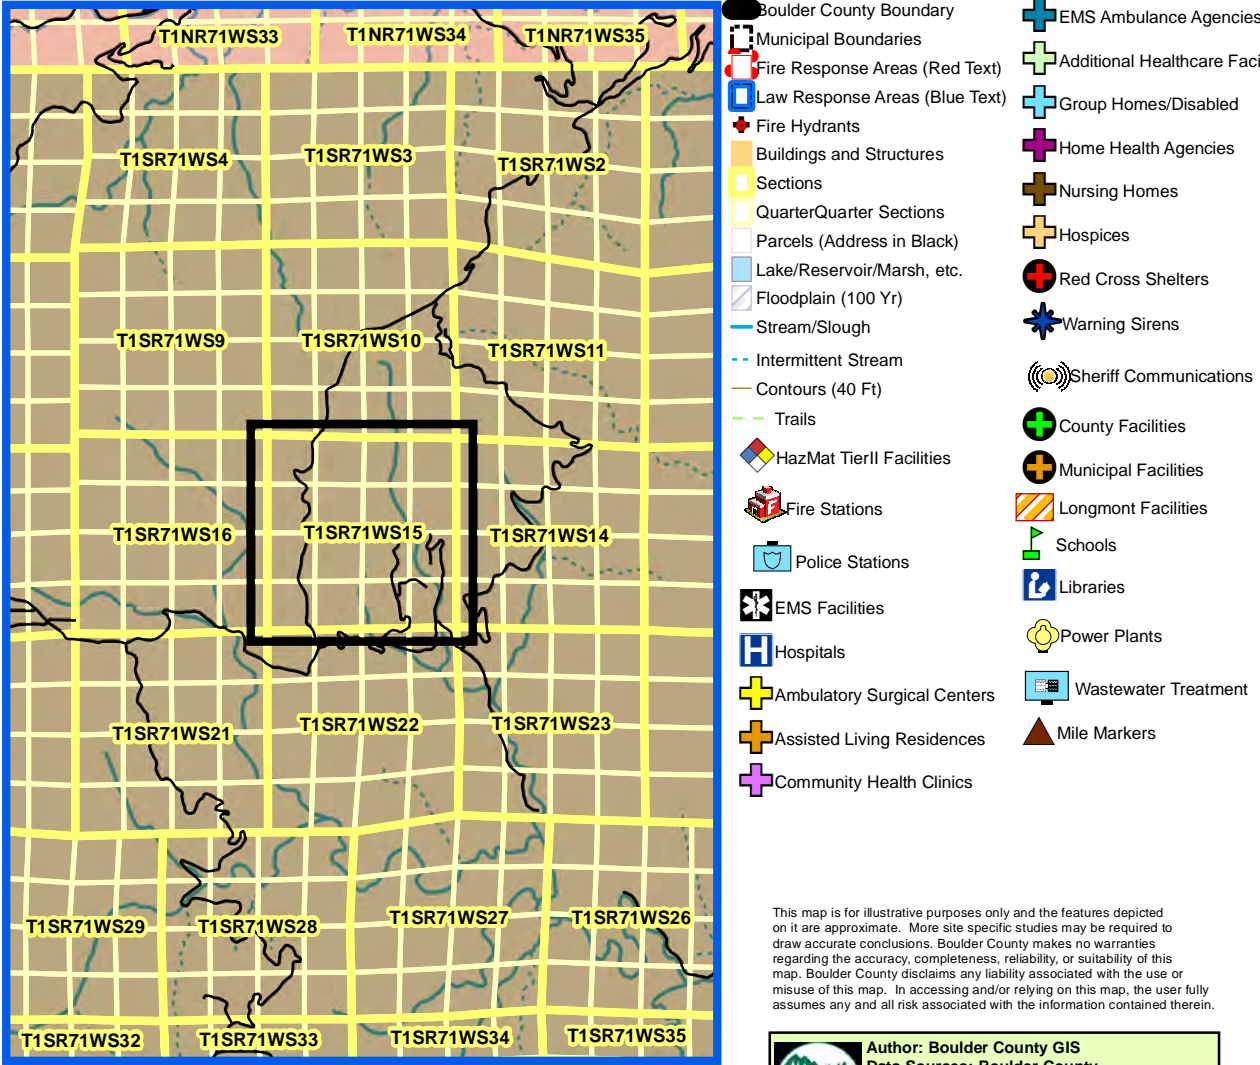 T1NR71WS33
T1NR71WS34
T1NR71WS35
T1SR71WS4
T1SR71WS3
T1SR71WS2
T1SR71WS9
T1SR71WS10
T1SR71WS11
T1SR71WS16
T1SR71WS15
T1SR71WS14
T1SR71WS21
T1SR71WS22
T1SR71WS23
T1SR71WS29
T1SR71WS28
T1SR71WS27
T1SR71WS26
T1SR71WS32
T1SR71WS33
T1SR71WS34
T1SR71WS35
Boulder County Boundary
Municipal Boundaries
Fire Response Areas (Red Text)
Law Response Areas (Blue Text)
Fire Hydrants
Buildings and Structures
Sections
QuarterQuarter Sections
Parcels (Address in Black)
Lake/Reservoir/Marsh, etc.
Floodplain (100 Yr)
Stream/Slough
Intermittent Stream
Contours (40 Ft)
Trails
HazMat TierII Facilities
Fire Stations
Police Stations
EMS Facilities
H Hospitals
Ambulatory Surgical Centers
Assisted Living Residences
Community Health Clinics
EMS Ambulance Agencies
Additional Healthcare Faci
Group Homes/Disabled
Home Health Agencies
Nursing Homes
Hospices
Red Cross Shelters
Warning Sirens
Sheriff Communications
County Facilities
Municipal Facilities
Longmont Facilities
Schools
Libraries
Power Plants
Wastewater Treatment
Mile Markers
This map is for illustrative purposes only and the features depicted
on it are approximate. More site specific studies may be required to
draw accurate conclusions. Boulder County makes no warranties
regarding the accuracy, completeness, reliability, or suitability of this
map. Boulder County disclaims any liability associated with the use or
misuse of this map. In accessing and/or relying on this map, the user fully
assumes any and all risk associated with the information contained therein.
Author: Boulder County GIS
Data Sources: Boulder County